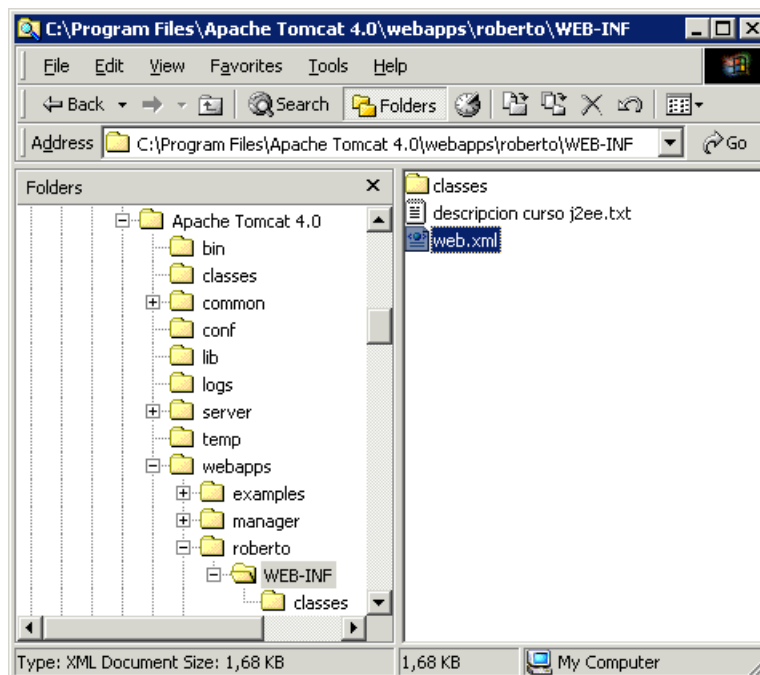 C:\Program Files\Apache Tomcat 4.0\webapps\roberto\WEB-INF
File Edit View Favorites Tools Help
Back Search Folders
Address C:\Program Files\Apache Tomcat 4.0\webapps\roberto\WEB-INF Go
Folders
Apache Tomcat 4.0
bin
classes
common
conf
lib
logs
server
temp
webapps
examples
manager
roberto
WEB-INF
classes
classes
descripcion curso j2ee.txt
web.xml
Type: XML Document Size: 1,68 KB 1,68 KB My Computer